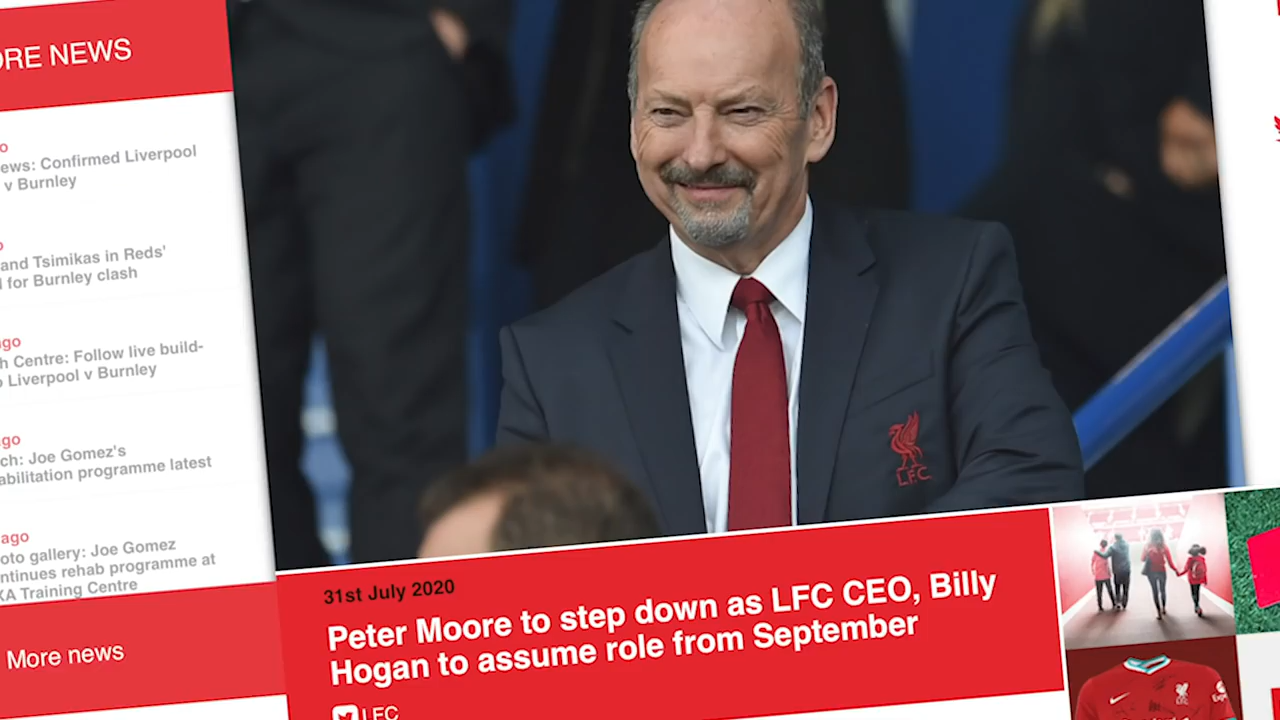 ORE NEWS
o
ews: Confirmed Liverpool
v Burnley
o
and Tsimikas in Reds'
for Burnley clash
ago
h Centre: Follow live build-
o Liverpool v Burnley
ago
ch: Joe Gomez's
abilitation programme latest
ago
oto gallery: Joe Gomez
ntinues rehab programme at
XA Training Centre
More news
L.F.C.
31st July 2020
Peter Moore to step down as LFC CEO, Billy
Hogan to assume role from September
LFC